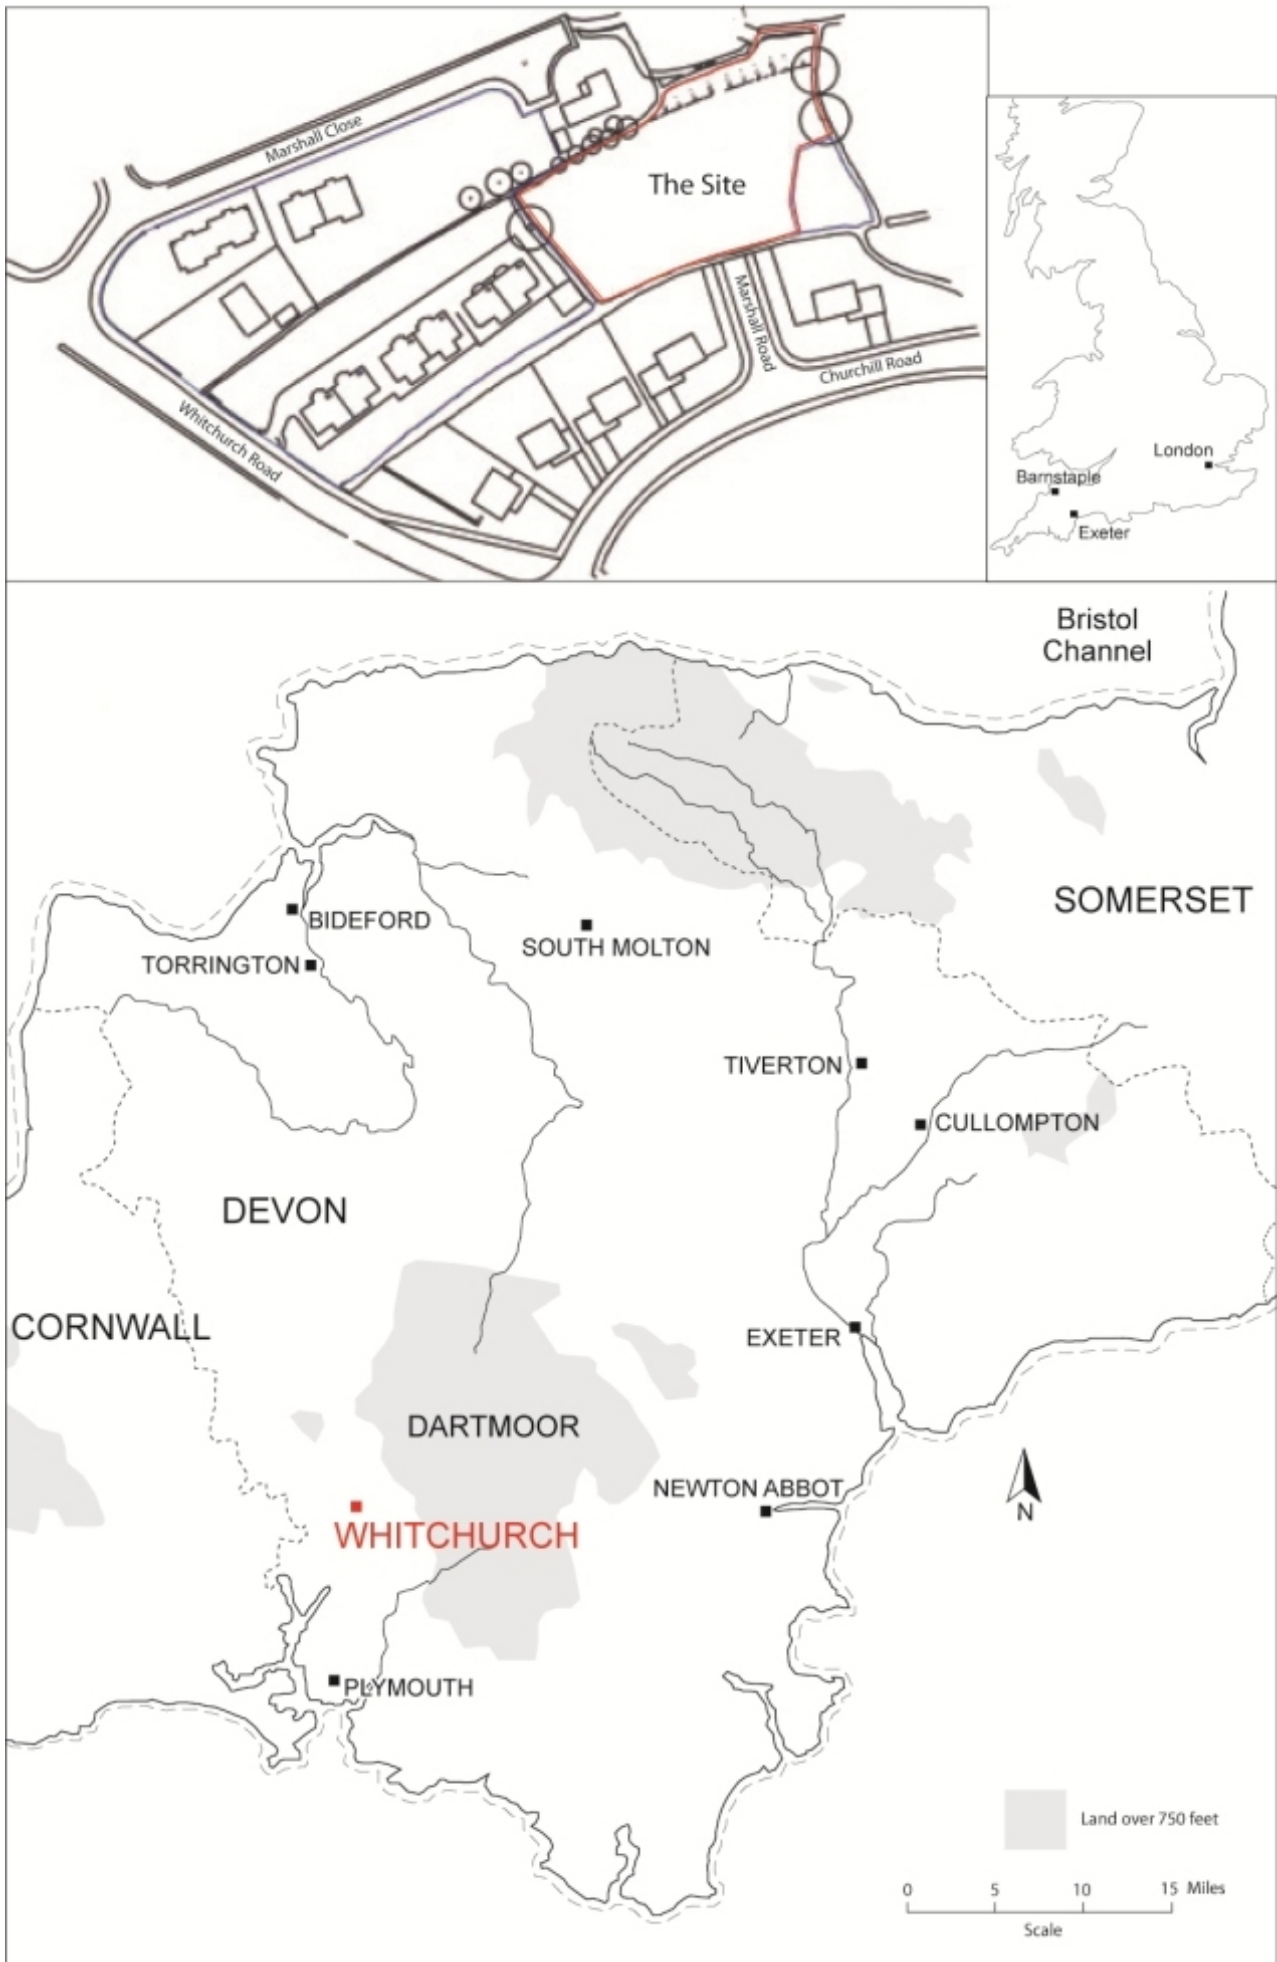 Marshall Close
The Site
Marshall Road
Churchill Road
Whitchurch Road
London
Barnstaple
Exeter
Bristol
Channel
SOMERSET
BIDEFORD
SOUTH MOLTON
TORRINGTON
TIVERTON
CULLOMPTON
DEVON
CORNWALL
EXETER
DARTMOOR
NEWTON ABBOT
N
WHITCHURCH
PLYMOUTH
Land over 750 feet
0 5 10 15 Miles
Scale